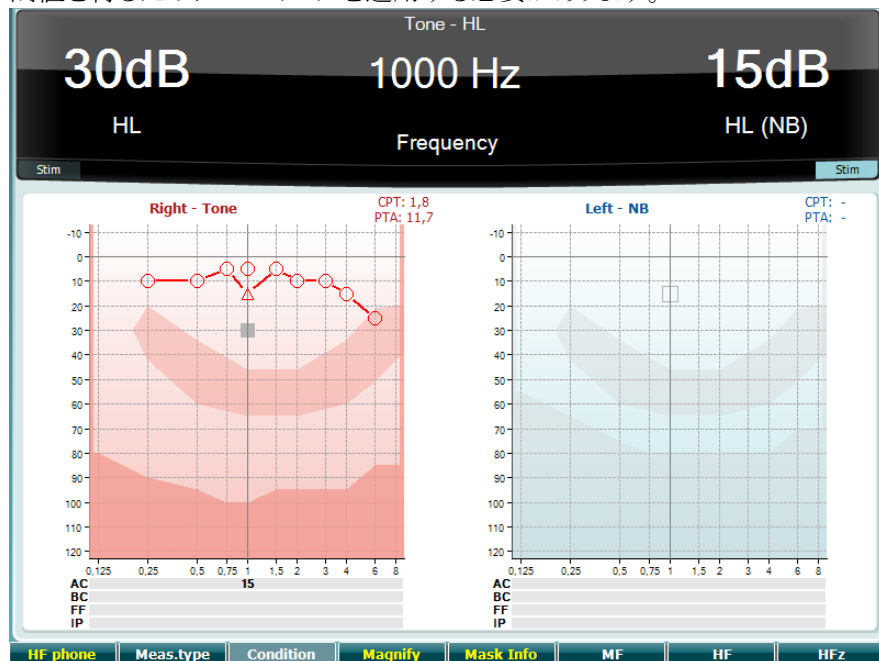 Tone - HL
30dB 1000 Hz 15dB
HL Frequency HL (NB)
Stim Stim
Right - Tone CPT: 1,8 PTA: 11,7
Left - NB CPT: - PTA: -
-10
0
10
20
30
40
50
60
70
80
90
100
110
120
0,125 0,25 0,5 0,75 1 1,5 2 3 4 6 8
AC 15
BC
FF
IP
-10
0
10
20
30
40
50
60
70
80
90
100
110
120
0,125 0,25 0,5 0,75 1 1,5 2 3 4 6 8
AC
BC
FF
IP
HF phone Meas.type Condition Magnify Mask Info MF HF HFz